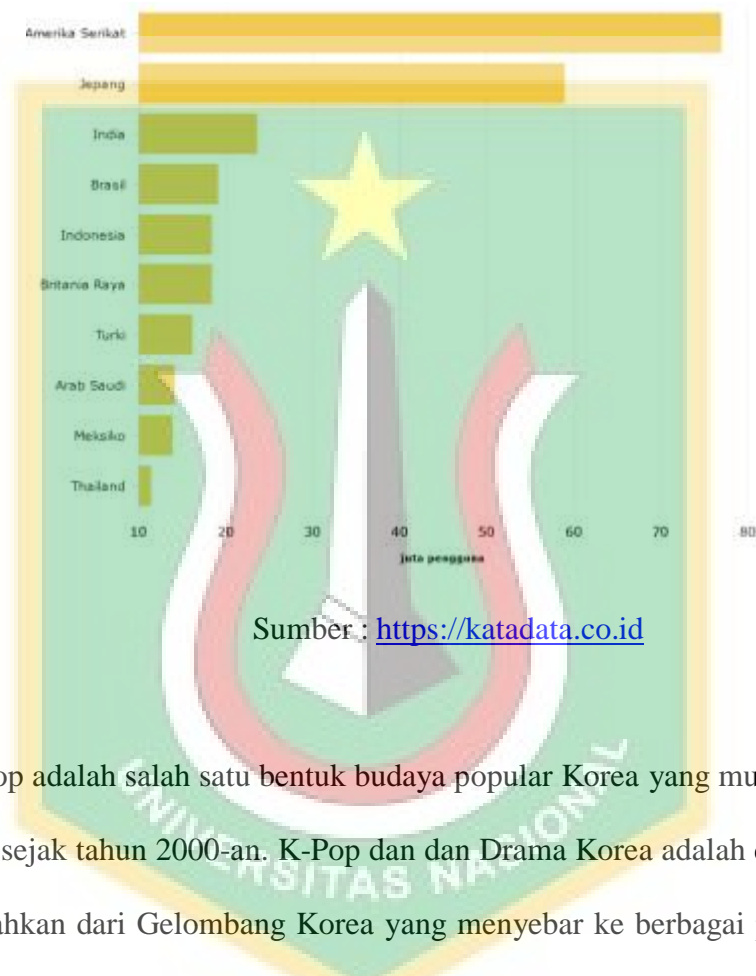 Amerika Serikat
Jepang
India
Brasil
Indonesia
Britania Raya
Turki
Arab Saudi
Meksiko
Thailand
10 20 30 40 50 60 70 80
juta pengguna
Sumber : https://katadata.co.id
op adalah salah satu bentuk budaya popular Korea yang mu
sejak tahun 2000-an. K-Pop dan dan Drama Korea adalah
ahkan dari Gelombang Korea yang menyebar ke berbagai
UNIVERSITAS NASIONAL